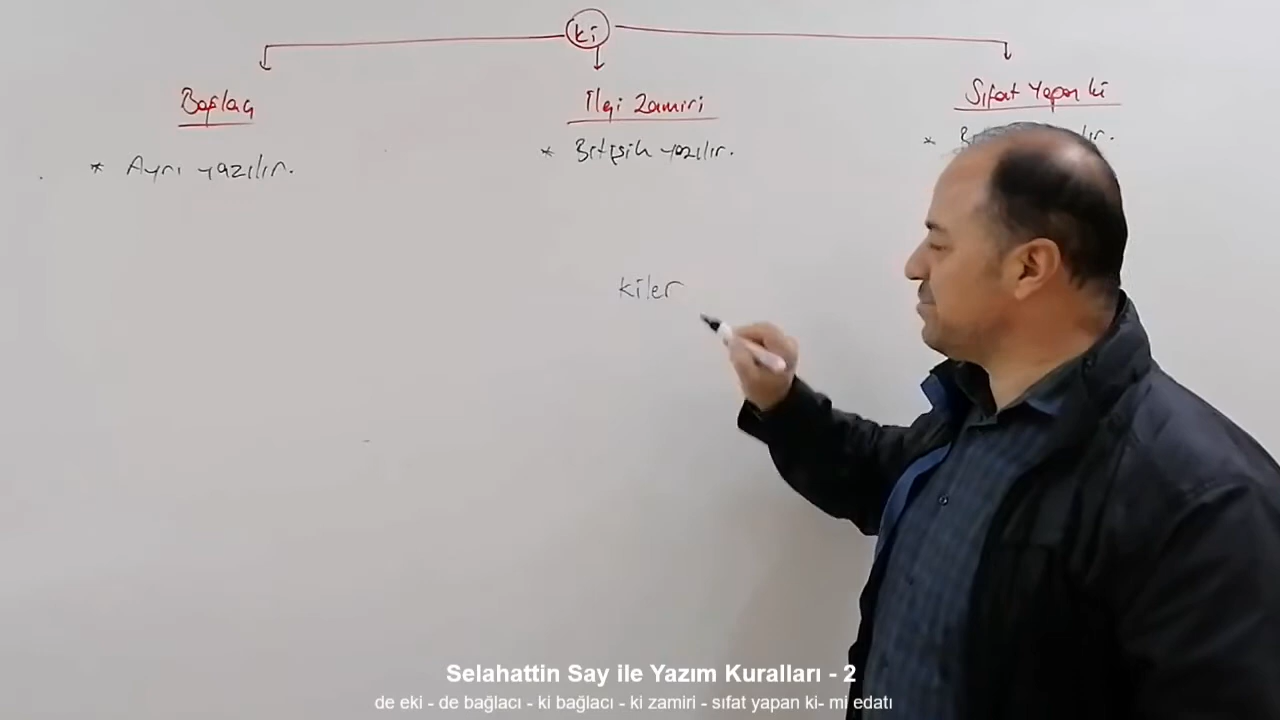 ki
Bağlaç
İlgi Zamiri
Sıfat Yapan ki
* Ayrı yazılır.
* Bitişik yazılır.
*
kiler
Selahattin Say ile Yazım Kuralları - 2
de eki - de bağlacı - ki bağlacı - ki zamiri - sıfat yapan ki- mi edatı